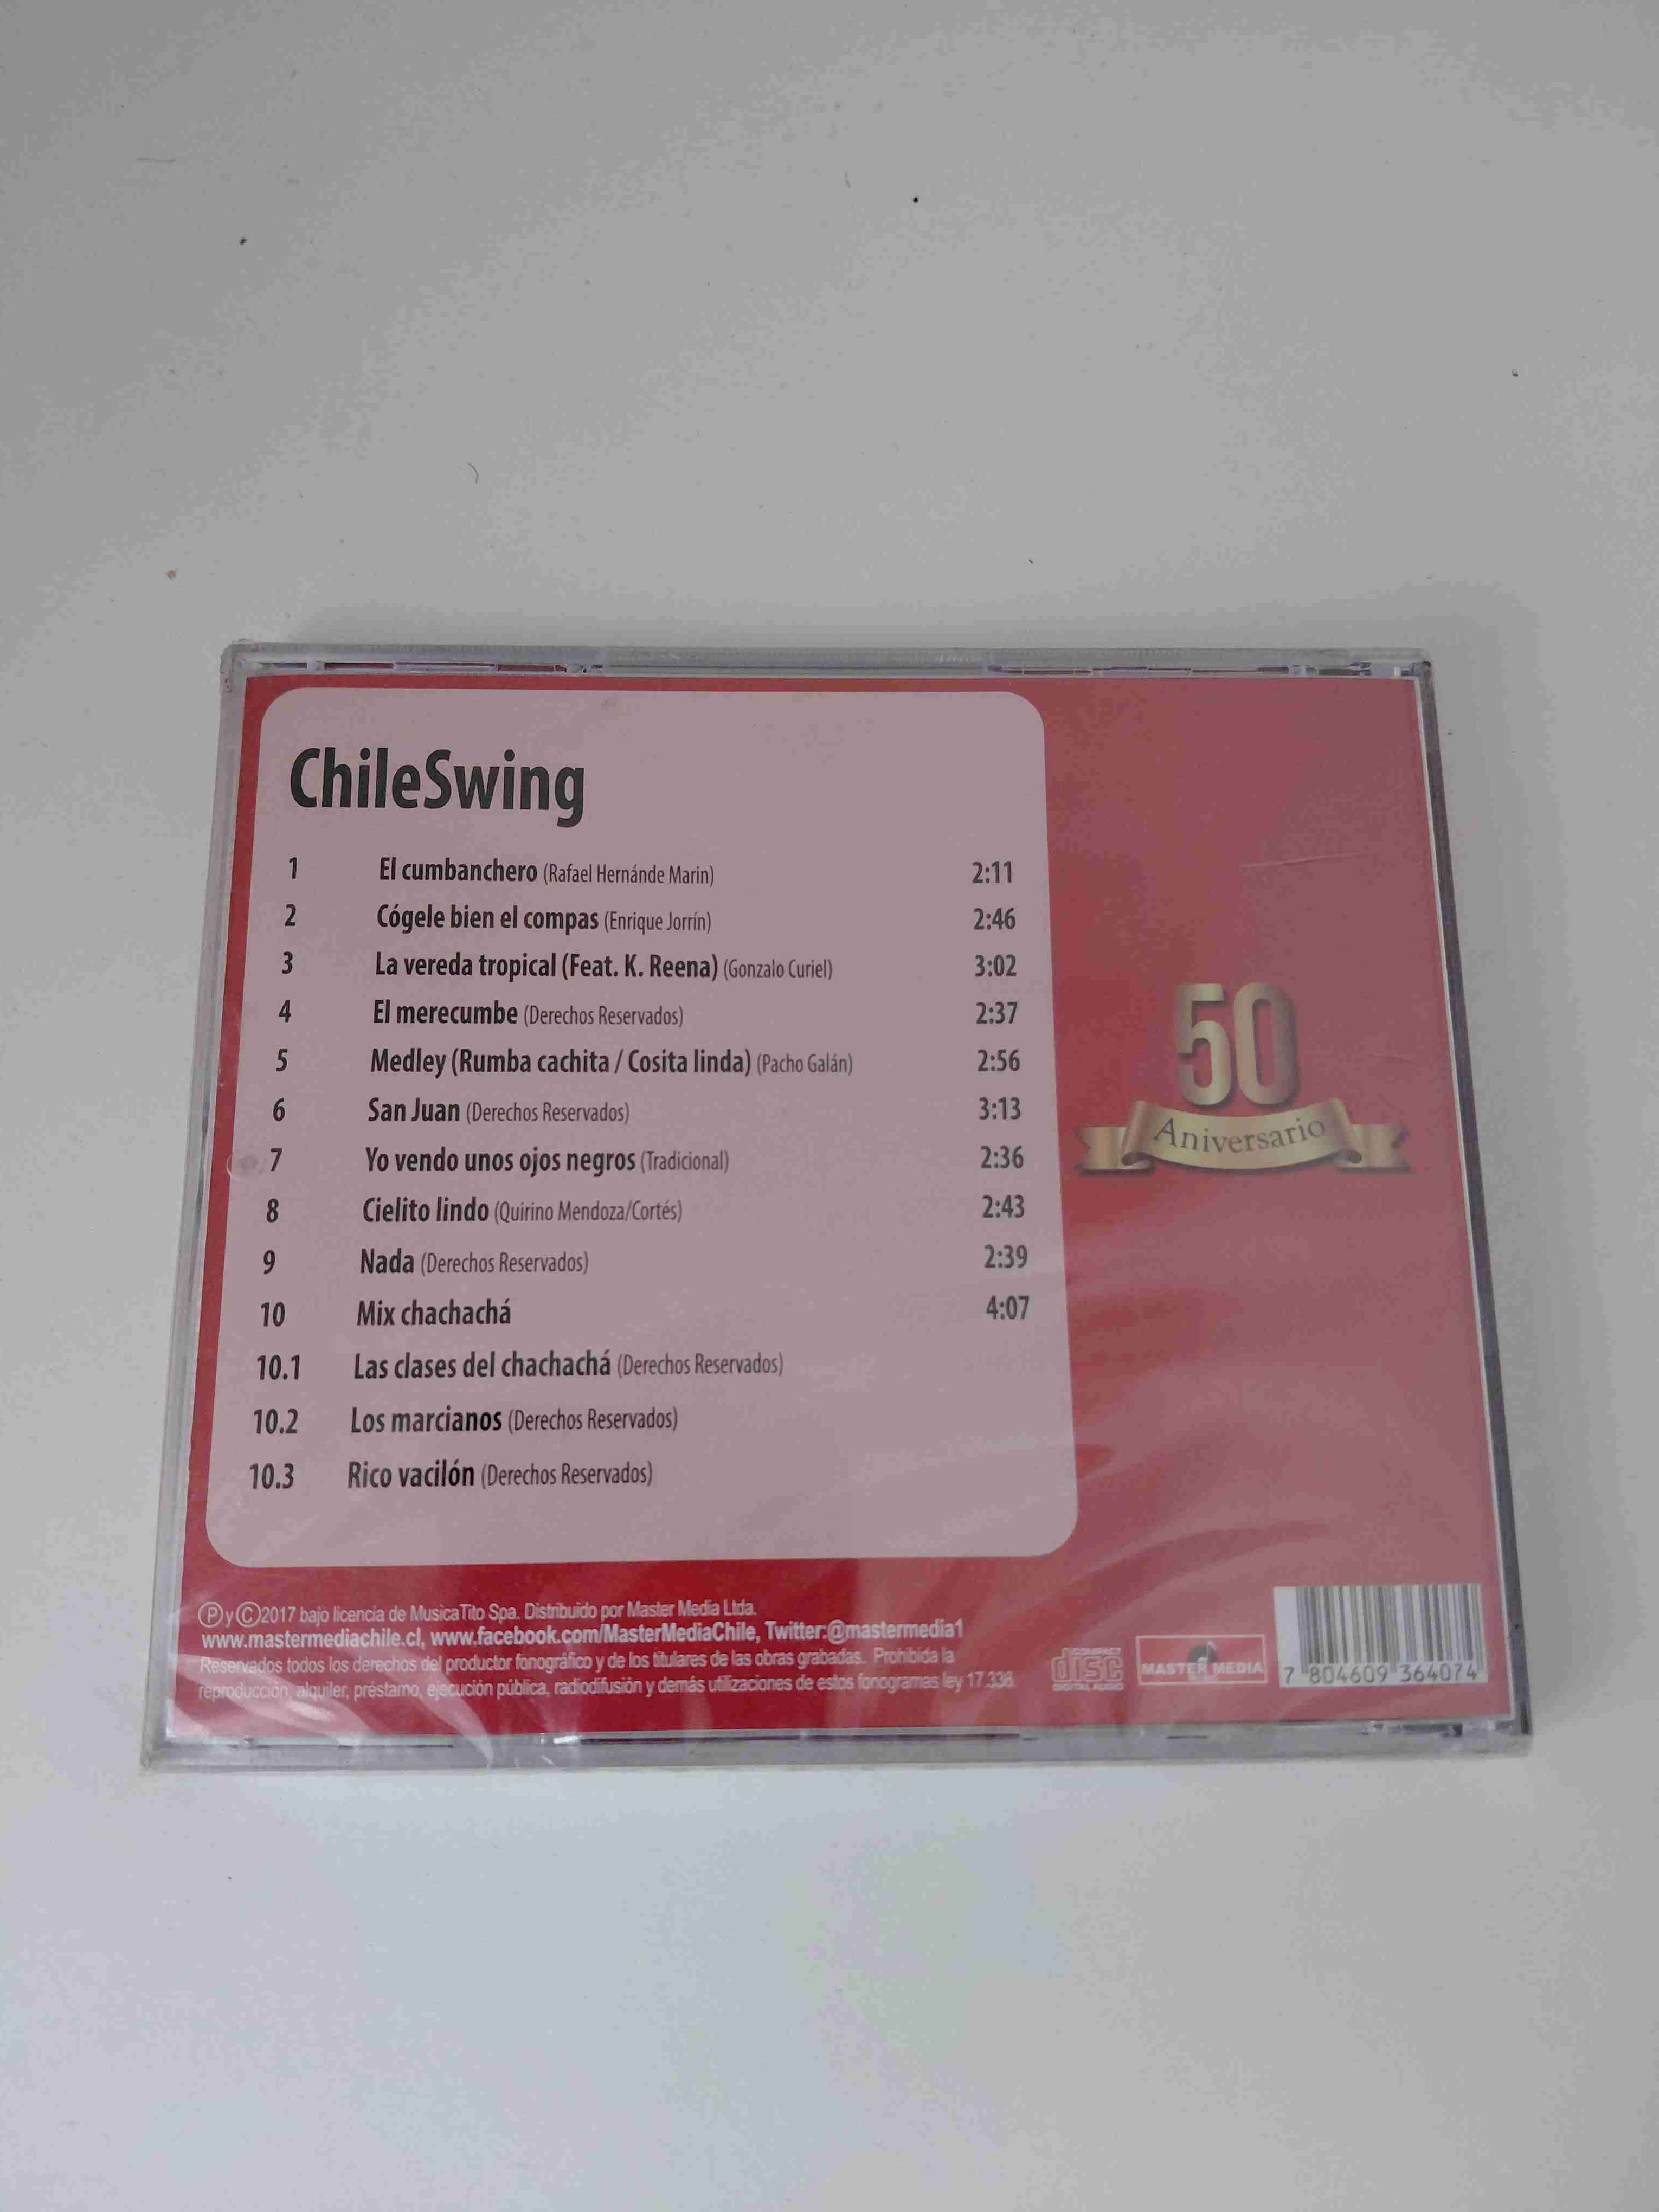 ChileSwing
1 El cumbanchero (Rafael Hernánde Marin) 2:11
2 Cógele bien el compas (Enrique Jorrín) 2:46
3 La vereda tropical (Feat. K. Reena) (Gonzalo Curiel) 3:02
4 El merecumbe (Derechos Reservados) 2:37
5 Medley (Rumba cachita / Cosita linda) (Pacho Galán) 2:56
6 San Juan (Derechos Reservados) 3:13
7 Yo vendo unos ojos negros (Tradicional) 2:36
8 Cielito lindo (Quirino Mendoza/Cortés) 2:43
9 Nada (Derechos Reservados) 2:39
10 Mix chachachá 4:07
10.1 Las clases del chachachá (Derechos Reservados)
10.2 Los marcianos (Derechos Reservados)
10.3 Rico vacilón (Derechos Reservados)
50
Aniversario
Ⓟ y Ⓒ 2017 bajo licencia de MusicaTito Spa. Distribuido por Master Media Ltda.
www.mastermediachile.cl, www.facebook.com/MasterMediaChile, Twitter:@mastermedia1
Reservados todos los derechos del productor fonográfico y de los titulares de las obras grabadas. Prohibida la
reproducción, alquiler, préstamo, ejecución pública, radiodifusión y demás utilizaciones de estos fonogramas ley 17.336.
COMPACT
disc
DIGITAL AUDIO
MASTER MEDIA
7 804609 364074